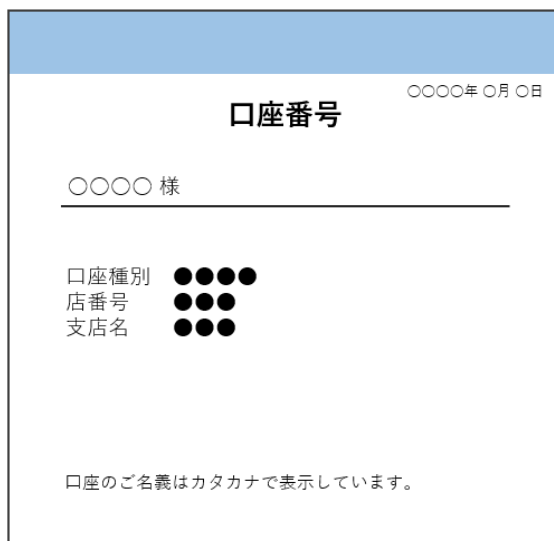 ○○○○年 ○月 ○日
口座番号
○○○○ 様
口座種別 ●●●●
店番号 ●●●
支店名 ●●●
口座のご名義はカタカナで表示しています。